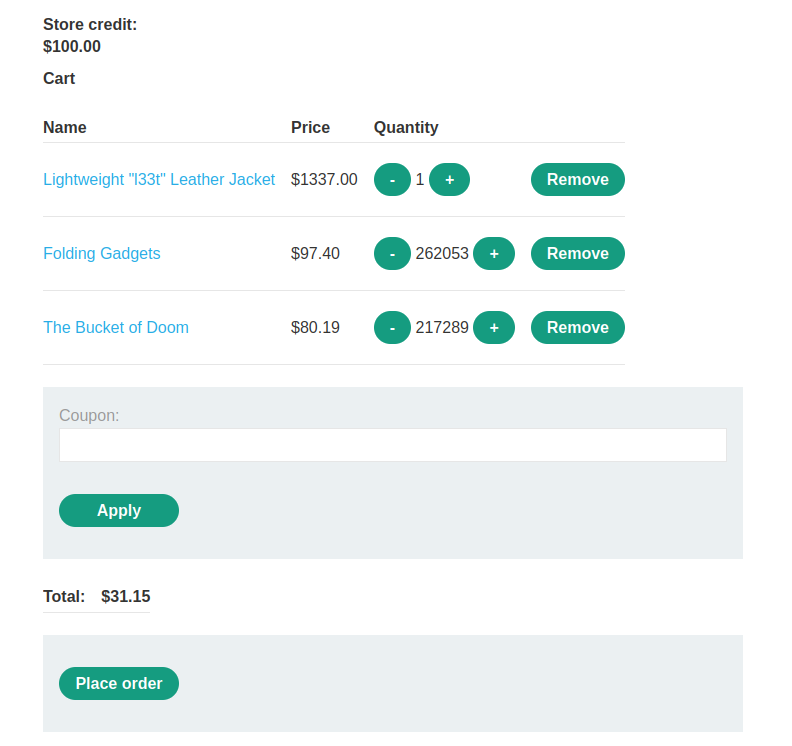 Store credit:
$100.00
Cart
Name Price Quantity
Lightweight "l33t" Leather Jacket $1337.00 - 1 + Remove
Folding Gadgets $97.40 - 262053 + Remove
The Bucket of Doom $80.19 - 217289 + Remove
Coupon:
Apply
Total: $31.15
Place order